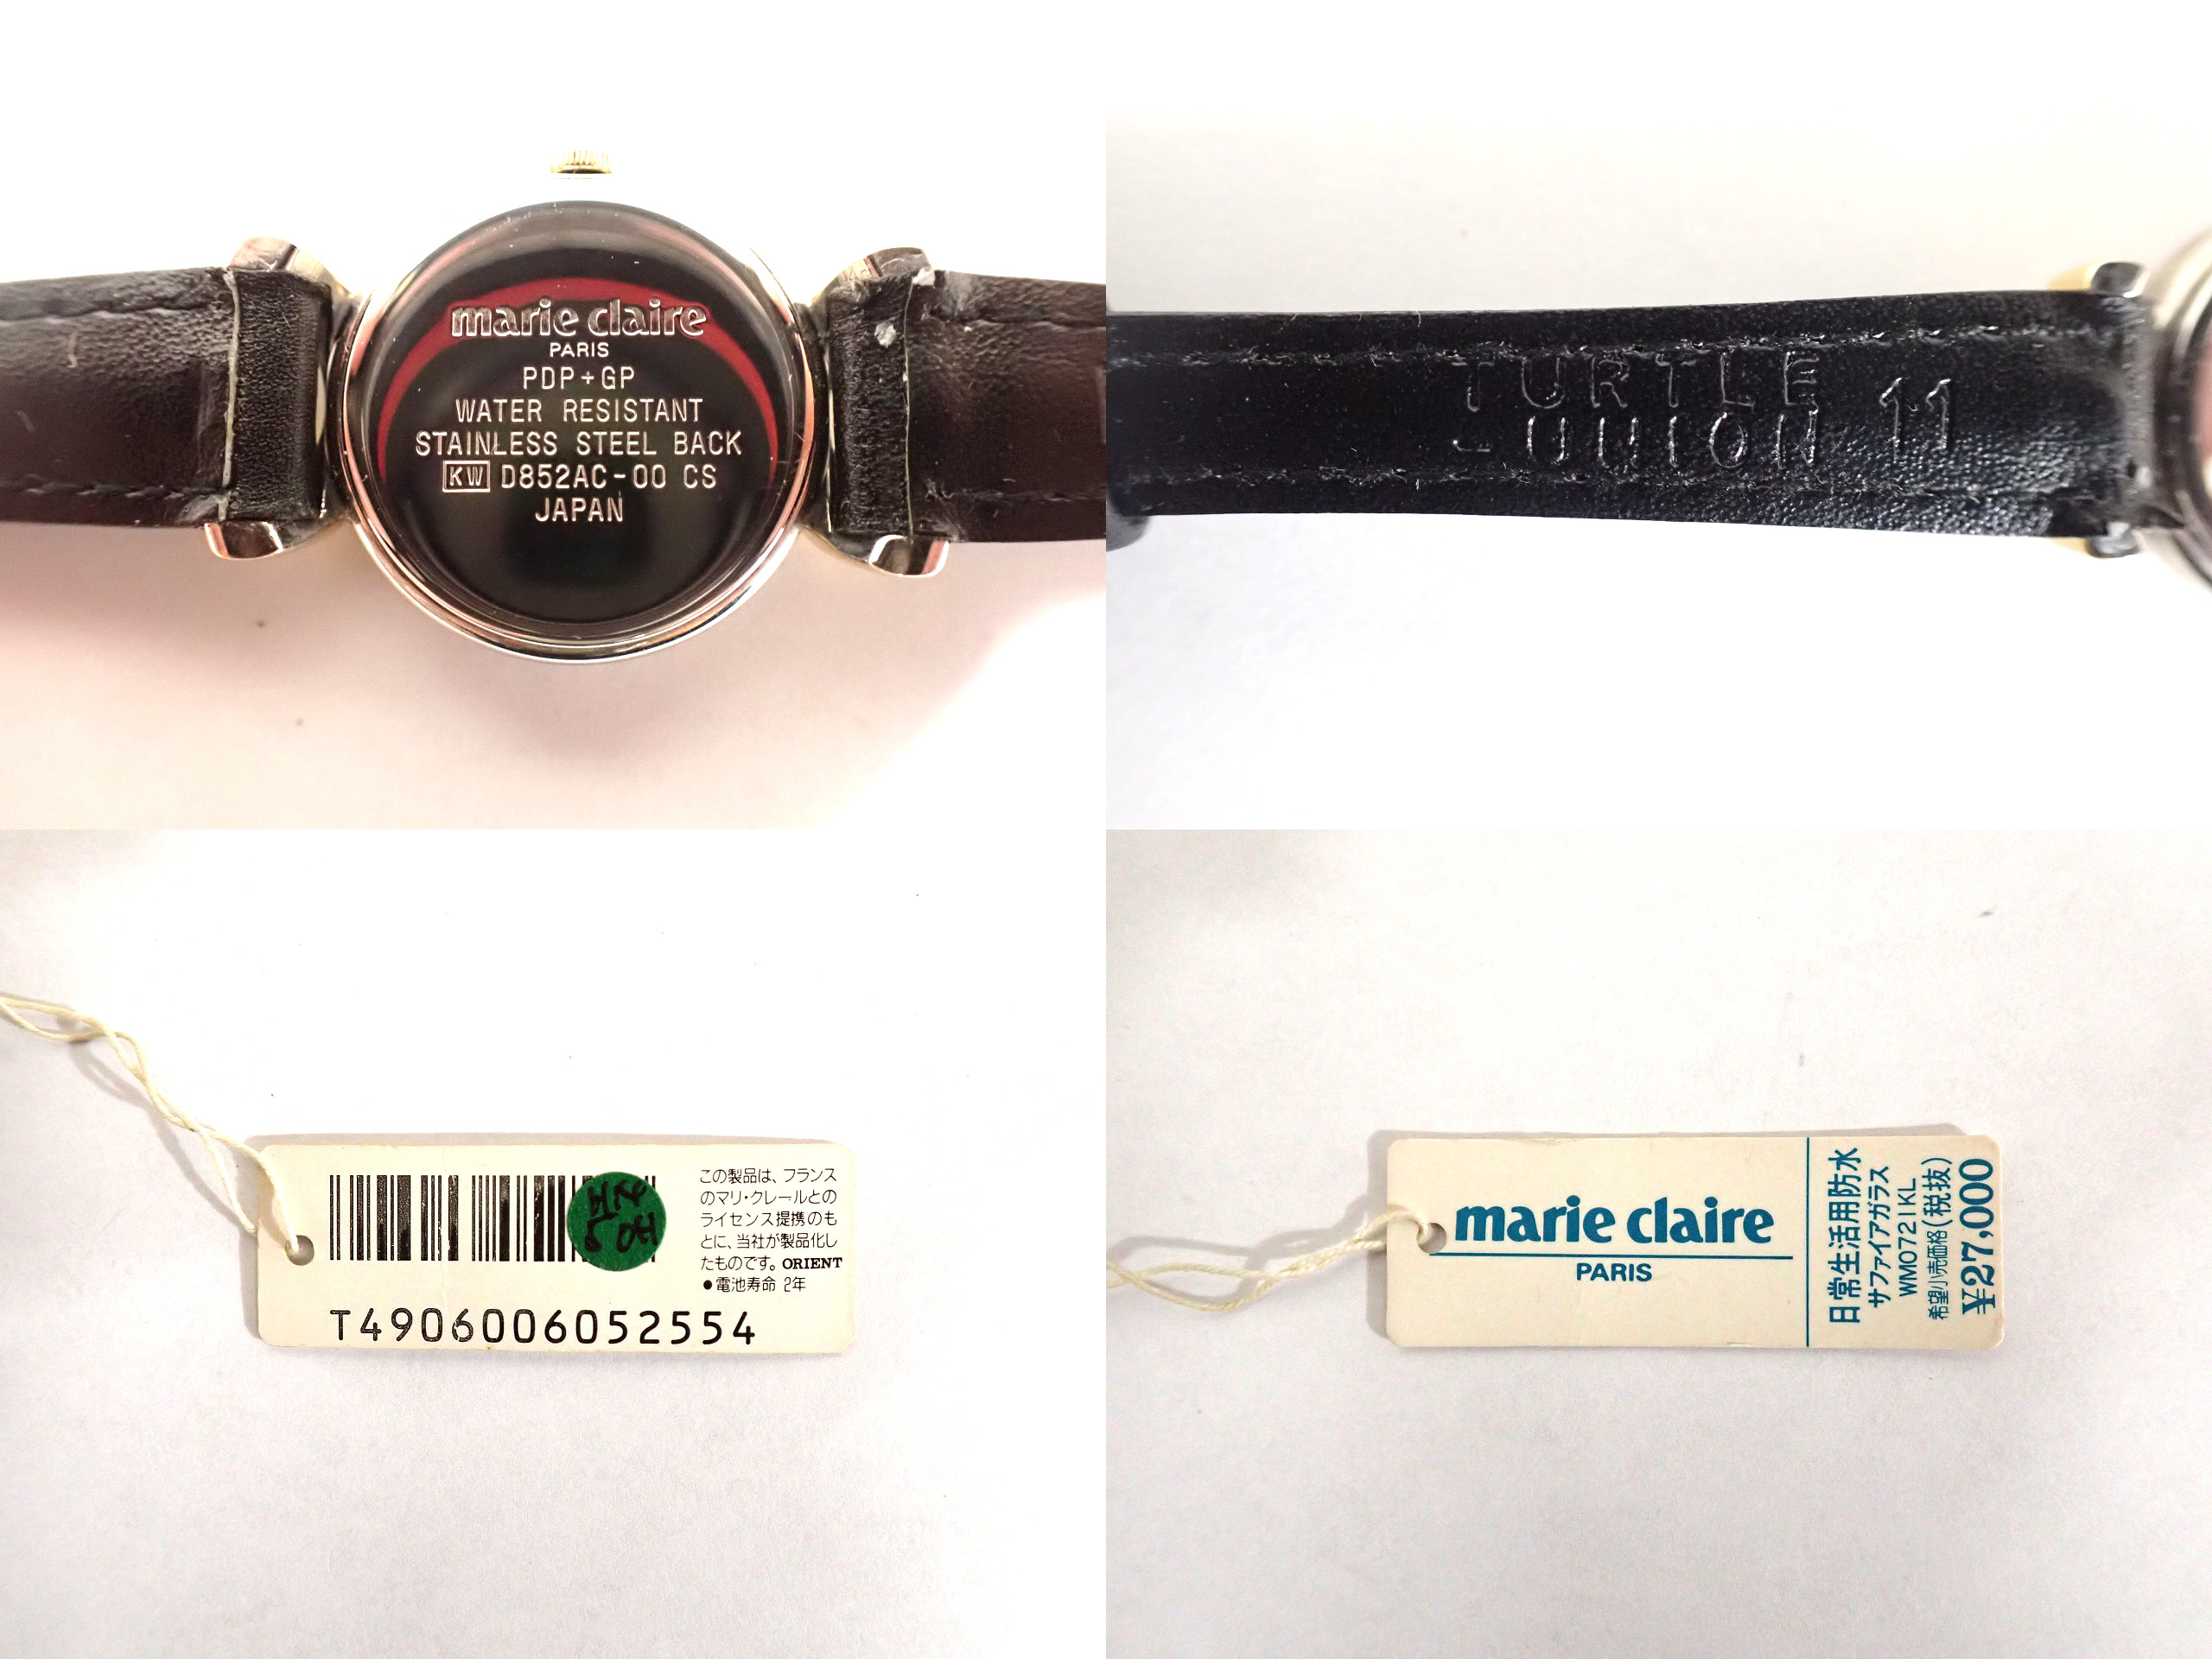 marie claire
PARIS
PDP+GP
WATER RESISTANT
STAINLESS STEEL BACK
KW D852AC-00 CS
JAPAN
TURTLE
UNION 11
この製品は、フランス
のマリ・クレールとの
ライセンス提携のも
とに、当社が製品化し
たものです。ORIENT
●電池寿命 2年
T4906006052554
marie claire
PARIS
日常生活用防水
サファイアガラス
WM0721KL
希望小売価格(税抜)
¥27,000